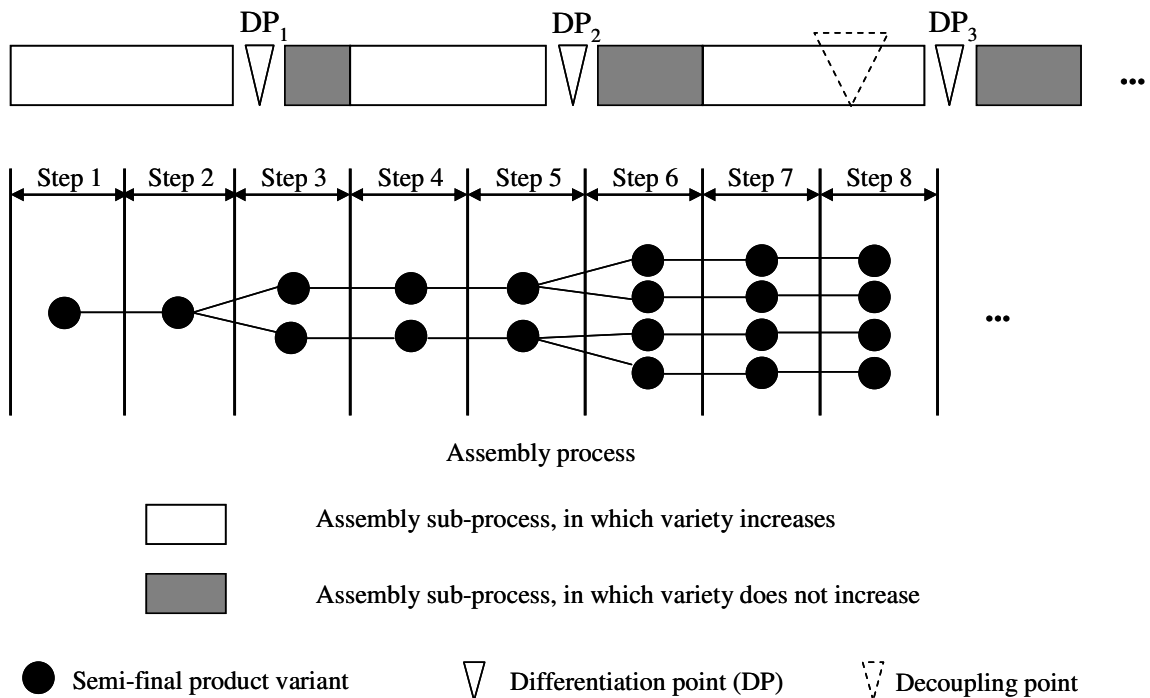 DP1 DP2 DP3
...
Step 1 Step 2 Step 3 Step 4 Step 5 Step 6 Step 7 Step 8
...
Assembly process
Assembly sub-process, in which variety increases
Assembly sub-process, in which variety does not increase
Semi-final product variant Differentiation point (DP) Decoupling point